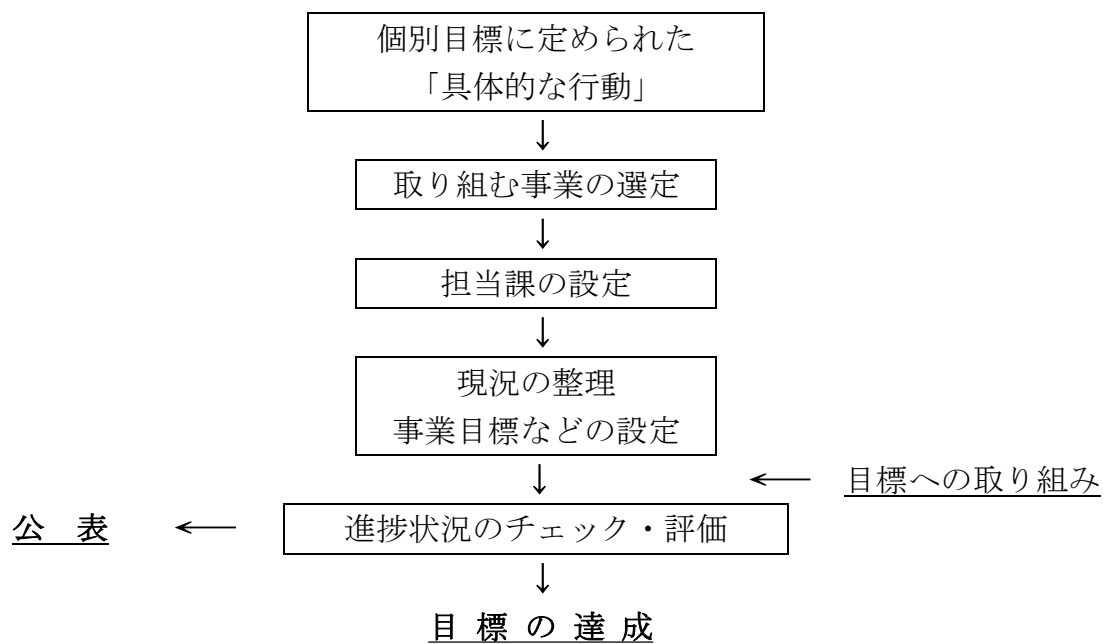 個別目標に定められた
「具体的な行動」
↓
取り組む事業の選定
↓
担当課の設定
↓
現況の整理
事業目標などの設定
↓
← 目標への取り組み
公 表 ← 進捗状況のチェック・評価
↓
目 標 の 達 成